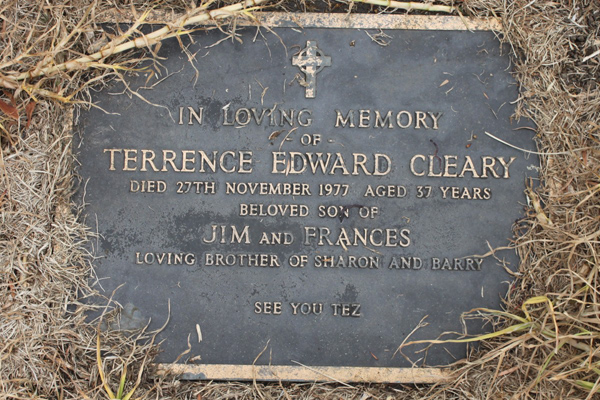 IN LOVING MEMORY
- OF -
TERRENCE EDWARD CLEARY
DIED 27TH NOVEMBER 1977 AGED 37 YEARS
BELOVED SON OF
JIM AND FRANCES
LOVING BROTHER OF SHARON AND BARRY
SEE YOU TEZ